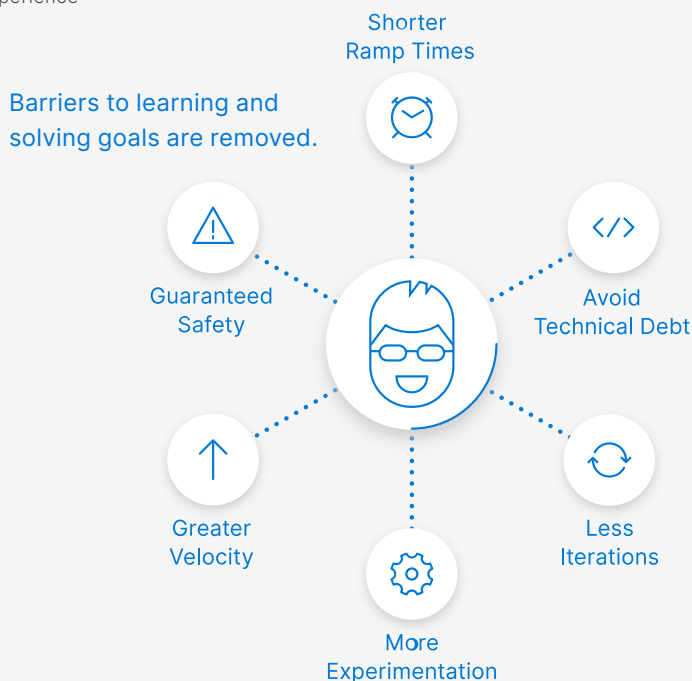 Shorter
Ramp Times
Barriers to learning and
solving goals are removed.
Guaranteed
Safety
Avoid
Technical Debt
Greater
Velocity
Less
Iterations
More
Experimentation